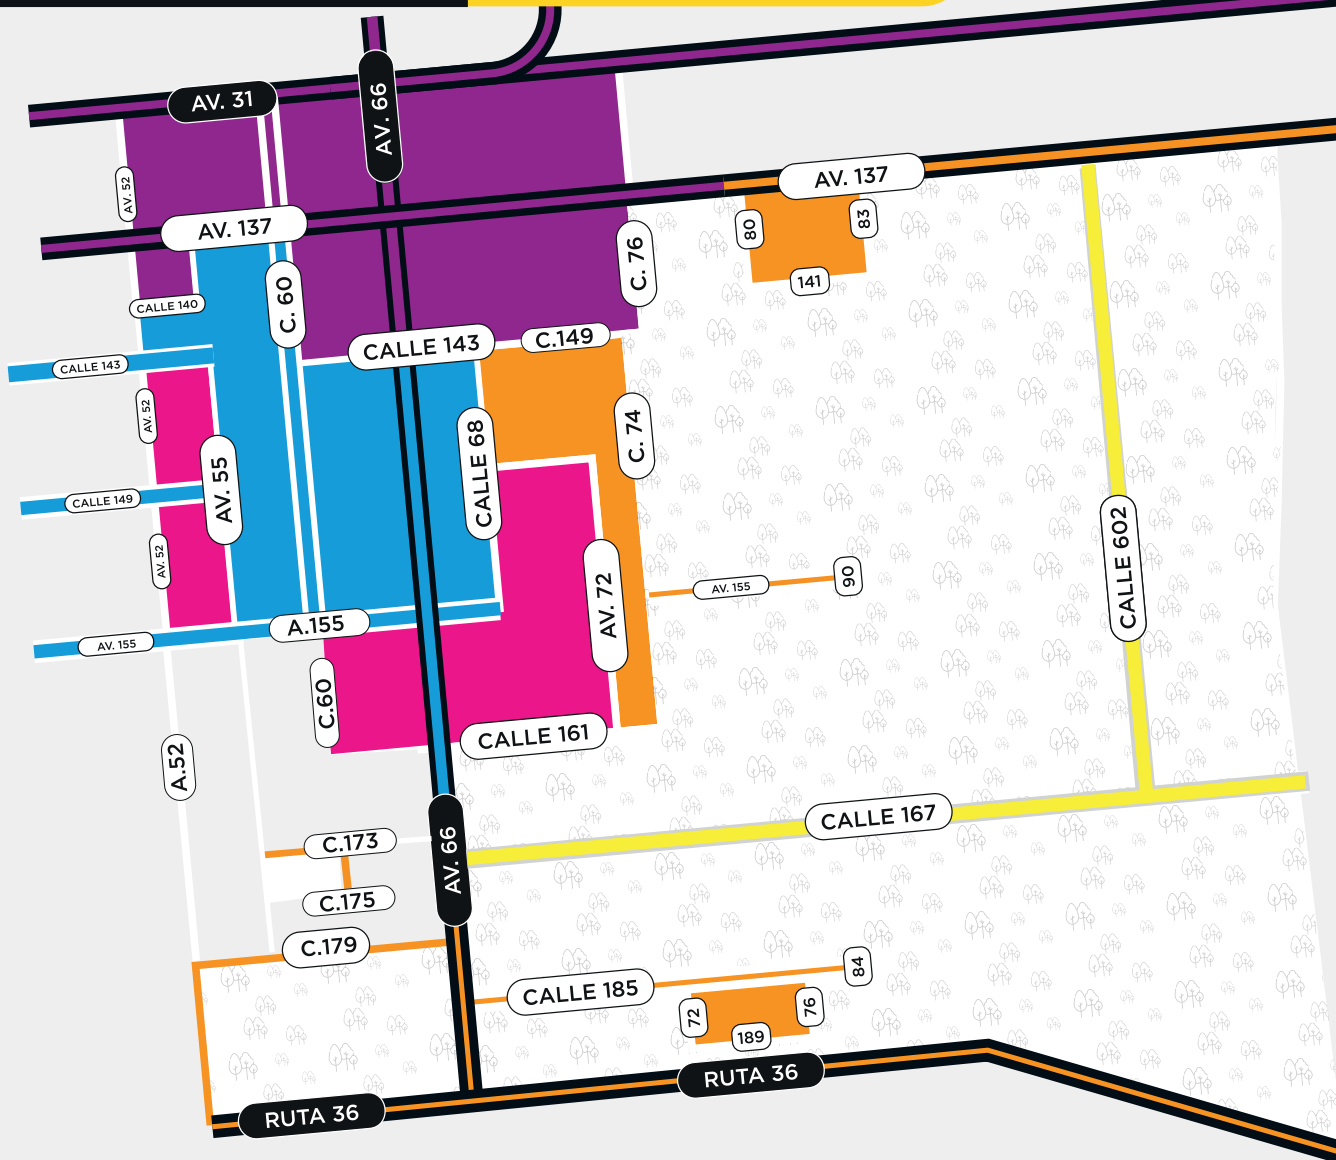 AV. 31
AV. 66
AV. 52
AV. 137
AV. 137
80
83
141
C. 76
C. 60
CALLE 140
CALLE 143
C.149
CALLE 143
AV. 52
AV. 55
CALLE 68
C. 74
CALLE 149
AV. 52
CALLE 602
AV. 72
AV. 155
90
A.155
AV. 155
C.60
CALLE 161
A.52
CALLE 167
C.173
AV. 66
C.175
C.179
CALLE 185
84
72
76
189
RUTA 36
RUTA 36